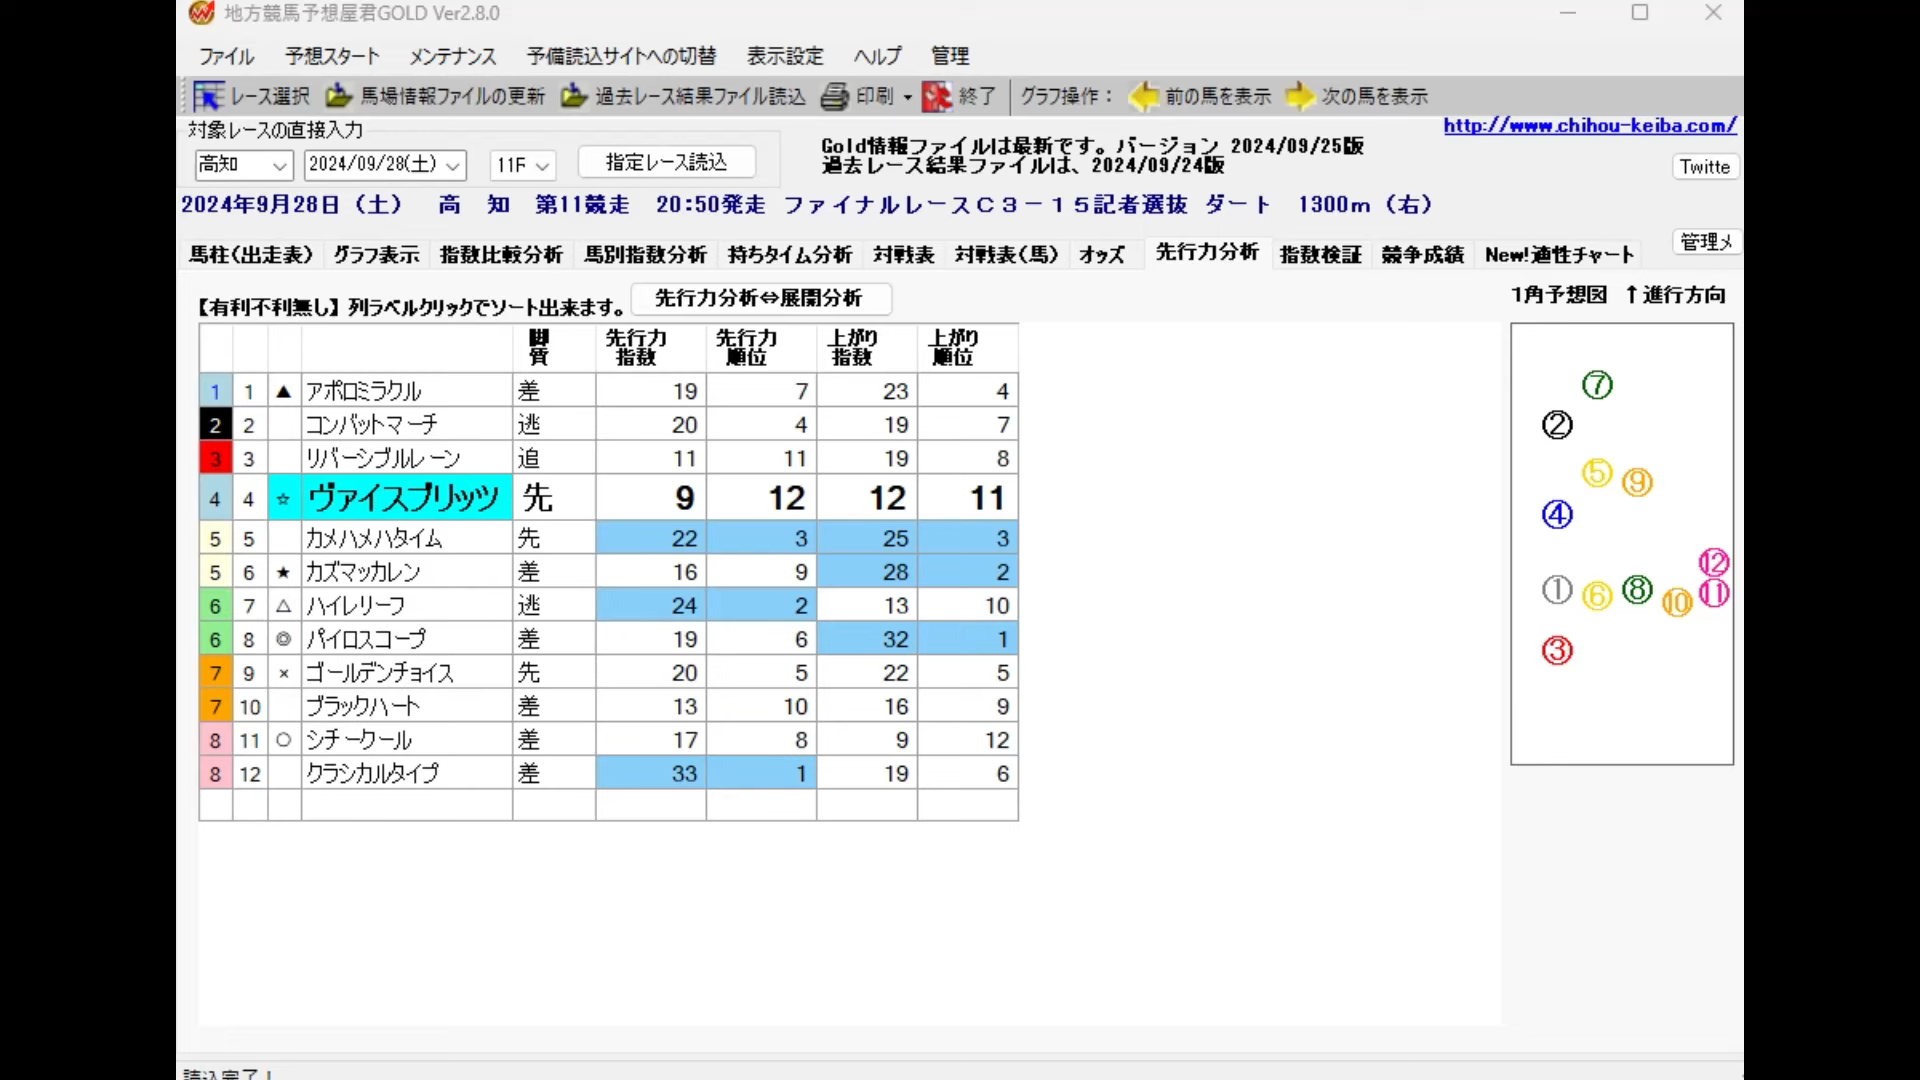 地方競馬予想屋君GOLD Ver2.8.0
ファイル 予想スタート メンテナンス 予備読込サイトへの切替 表示設定 ヘルプ 管理
レース選択 馬場情報ファイルの更新 過去レース結果ファイル読込 印刷 終了 グラフ操作： 前の馬を表示 次の馬を表示
対象レースの直接入力
http://www.chihou-keiba.com/
高知 2024/09/28(土) 11F 指定レース読込
Gold情報ファイルは最新です。バージョン 2024/09/25版
過去レース結果ファイルは、2024/09/24版
Twitte
2024年9月28日（土） 高 知 第11競走 20:50発走 ファイナルレースＣ３－１５記者選抜 ダート 1300m（右）
管理メ
馬柱(出走表) グラフ表示 指数比較分析 馬別指数分析 持ちタイム分析 対戦表 対戦表(馬) オッズ 先行力分析 指数検証 競争成績 New!適性チャート
【有利不利無し】列ラベルクリックでソート出来ます。 先行力分析⇔展開分析
1角予想図 ↑進行方向
脚質 先行力指数 先行力順位 上がり指数 上がり順位
1 1 ▲ アポロミラクル 差 19 7 23 4
2 2 コンバットマーチ 逃 20 4 19 7
3 3 リバーシブルレーン 追 11 11 19 8
4 4 ☆ ヴァイスブリッツ 先 9 12 12 11
5 5 カメハメハタイム 先 22 3 25 3
5 6 ★ カズマッカレン 差 16 9 28 2
6 7 △ ハイレリーフ 逃 24 2 13 10
6 8 ◎ パイロスコープ 差 19 6 32 1
7 9 × ゴールデンチョイス 先 20 5 22 5
7 10 ブラックハート 差 13 10 16 9
8 11 ○ シチークール 差 17 8 9 12
8 12 クラシカルタイプ 差 33 1 19 6
⑦
②
⑤ ⑨
④
⑫
① ⑥ ⑧ ⑩ ⑪
③
読込完了！